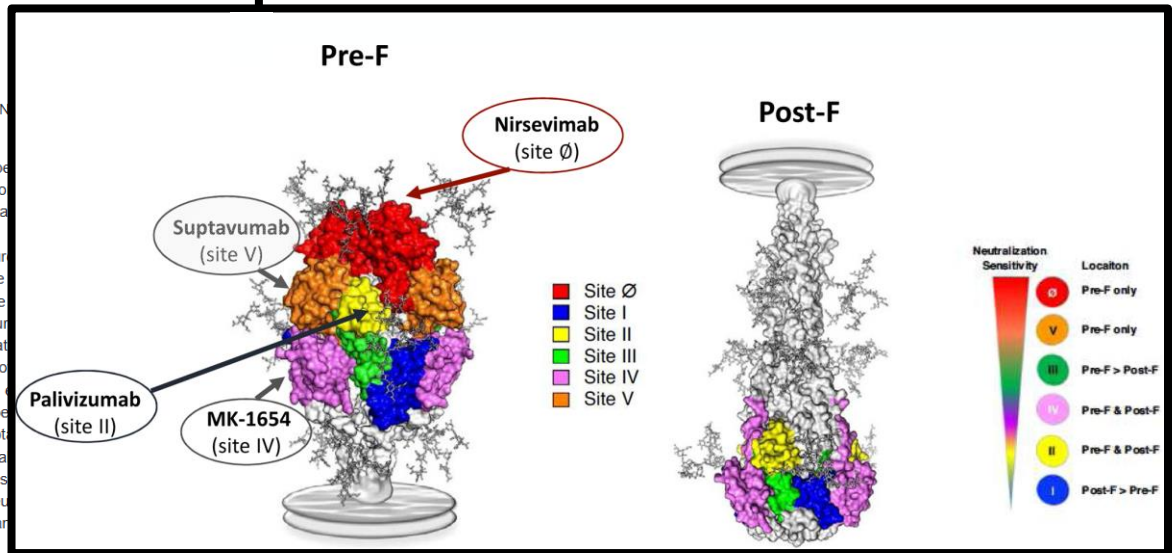 Pre-F
Nirsevimab
(site Ø)
Suptavumab
(site V)
Palivizumab
(site II)
MK-1654
(site IV)
Site Ø
Site I
Site II
Site III
Site IV
Site V
Post-F
Neutralization
Sensitivity
Locaiton
Ø Pre-F only
V Pre-F only
III Pre-F > Post-F
IV Pre-F & Post-F
II Pre-F & Post-F
I Post-F > Pre-F